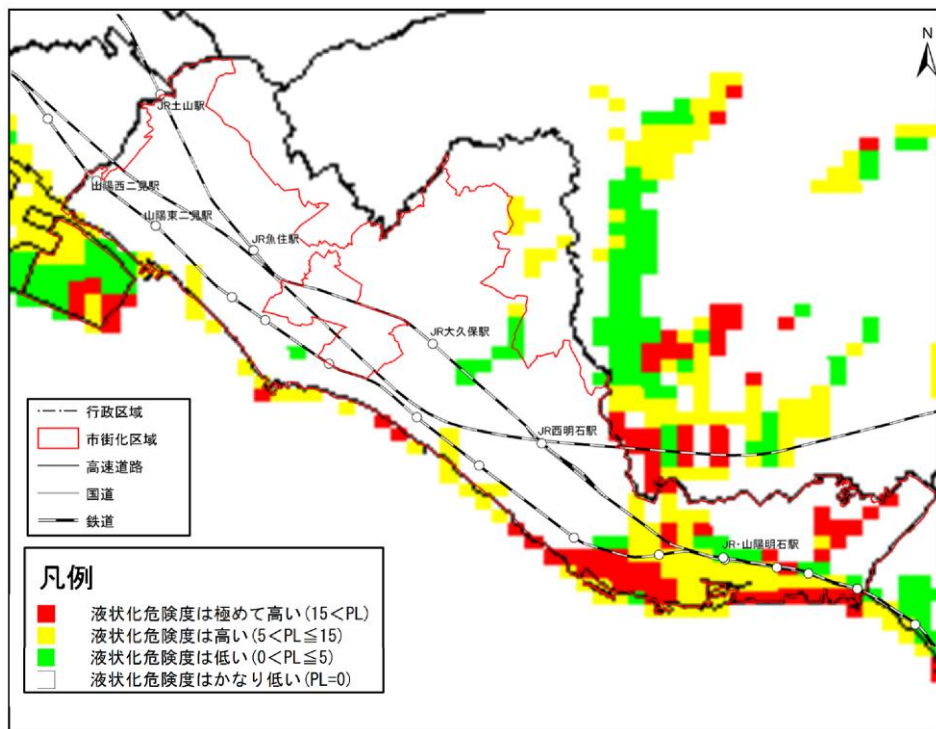 N
JR土山駅
山陽西二見駅
山陽東二見駅
JR魚住駅
JR大久保駅
JR西明石駅
JR・山陽明石駅
行政区域
市街化区域
高速道路
国道
鉄道
凡例
液状化危険度は極めて高い(15<PL)
液状化危険度は高い(5<PL≦15)
液状化危険度は低い(0<PL≦5)
液状化危険度はかなり低い(PL=0)